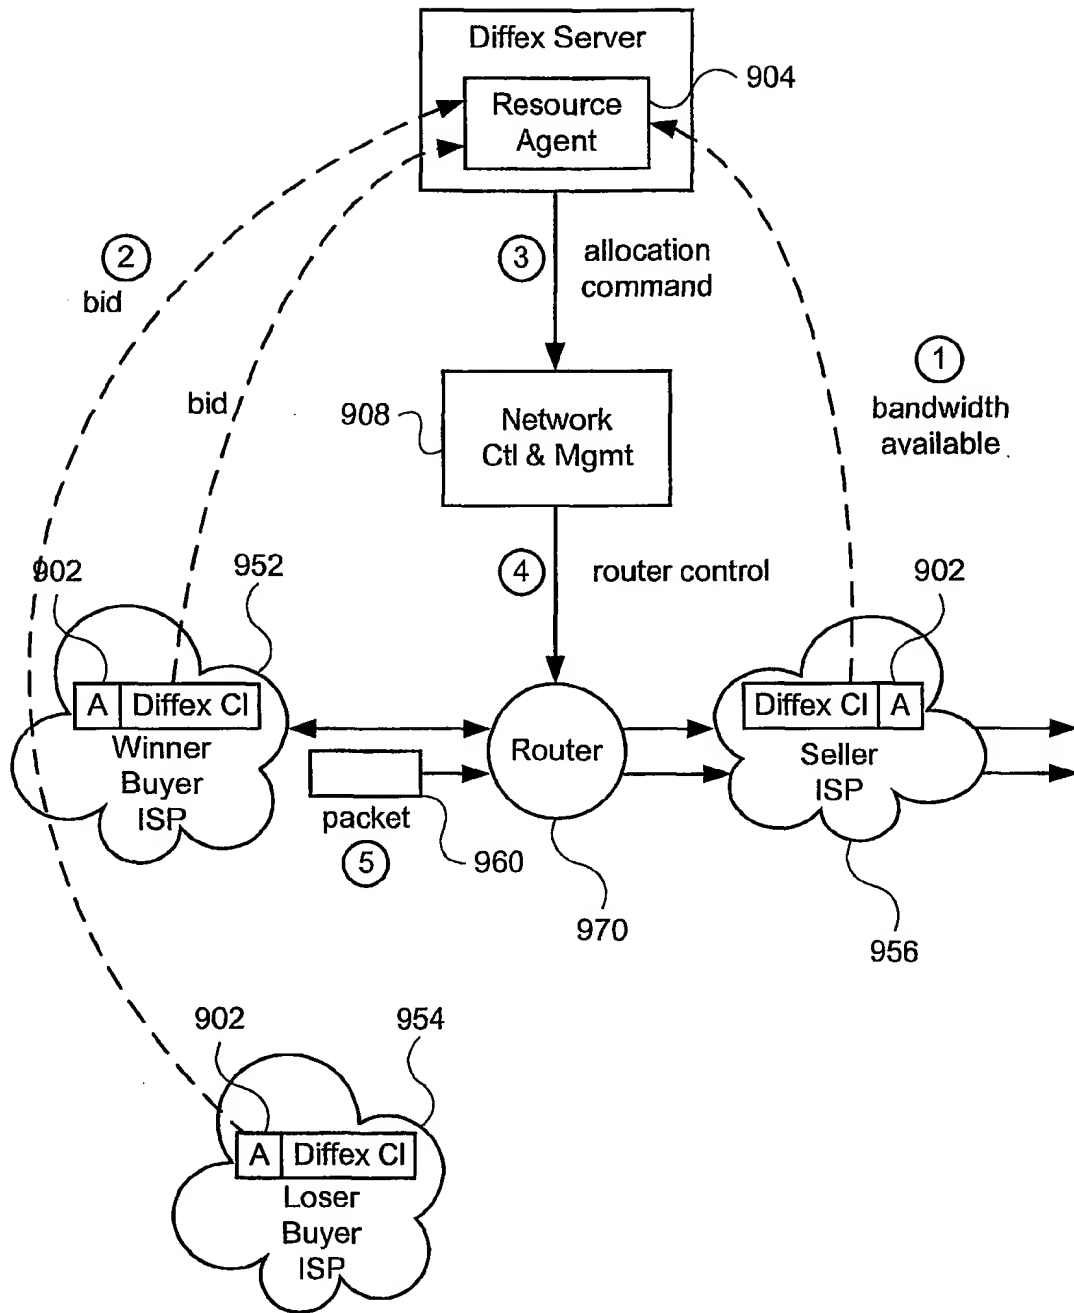 Diffex Server
904
Resource
Agent
2
bid
3
allocation
command
1
bandwidth
available
bid
908
Network
Ctl & Mgmt
902
952
4
router control
902
A
Diffex Cl
Winner
Buyer
ISP
Router
Diffex Cl
A
Seller
ISP
packet
5
960
970
956
902
954
A
Diffex Cl
Loser
Buyer
ISP